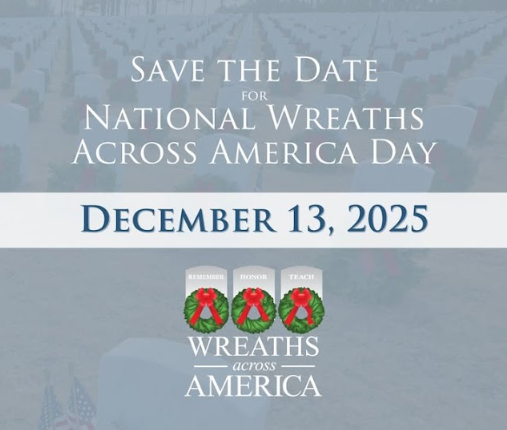 Save the Date
for
National Wreaths
Across America Day
December 13, 2025
REMEMBER HONOR TEACH
WREATHS
across
AMERICA